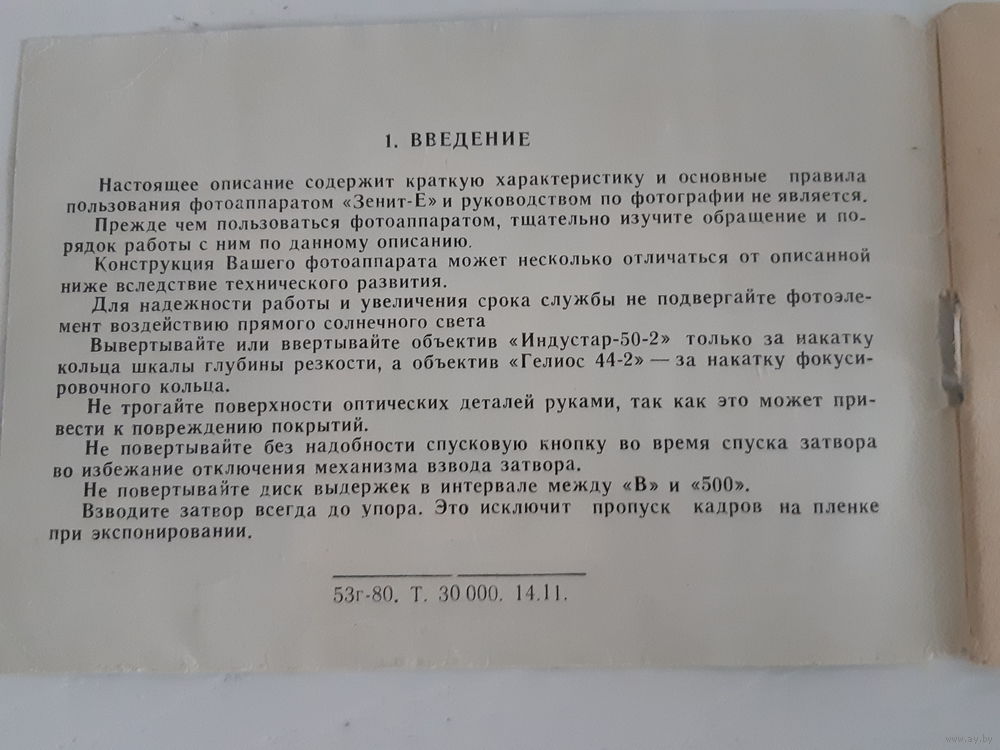 1. ВВЕДЕНИЕ
Настоящее описание содержит краткую характеристику и основные правила
пользования фотоаппаратом «Зенит-Е» и руководством по фотографии не является.
Прежде чем пользоваться фотоаппаратом, тщательно изучите обращение и по-
рядок работы с ним по данному описанию.
Конструкция Вашего фотоаппарата может несколько отличаться от описанной
ниже вследствие технического развития.
Для надежности работы и увеличения срока службы не подвергайте фотоэле-
мент воздействию прямого солнечного света
Вывертывайте или ввертывайте объектив «Индустар-50-2» только за накатку
кольца шкалы глубины резкости, а объектив «Гелиос 44-2» — за накатку фокуси-
ровочного кольца.
Не трогайте поверхности оптических деталей руками, так как это может при-
вести к повреждению покрытий.
Не повертывайте без надобности спусковую кнопку во время спуска затвора
во избежание отключения механизма взвода затвора.
Не повертывайте диск выдержек в интервале между «В» и «500».
Взводите затвор всегда до упора. Это исключит пропуск кадров на пленке
при экспонировании.
53г-80. Т. 30 000. 14.11.
www.ay.by